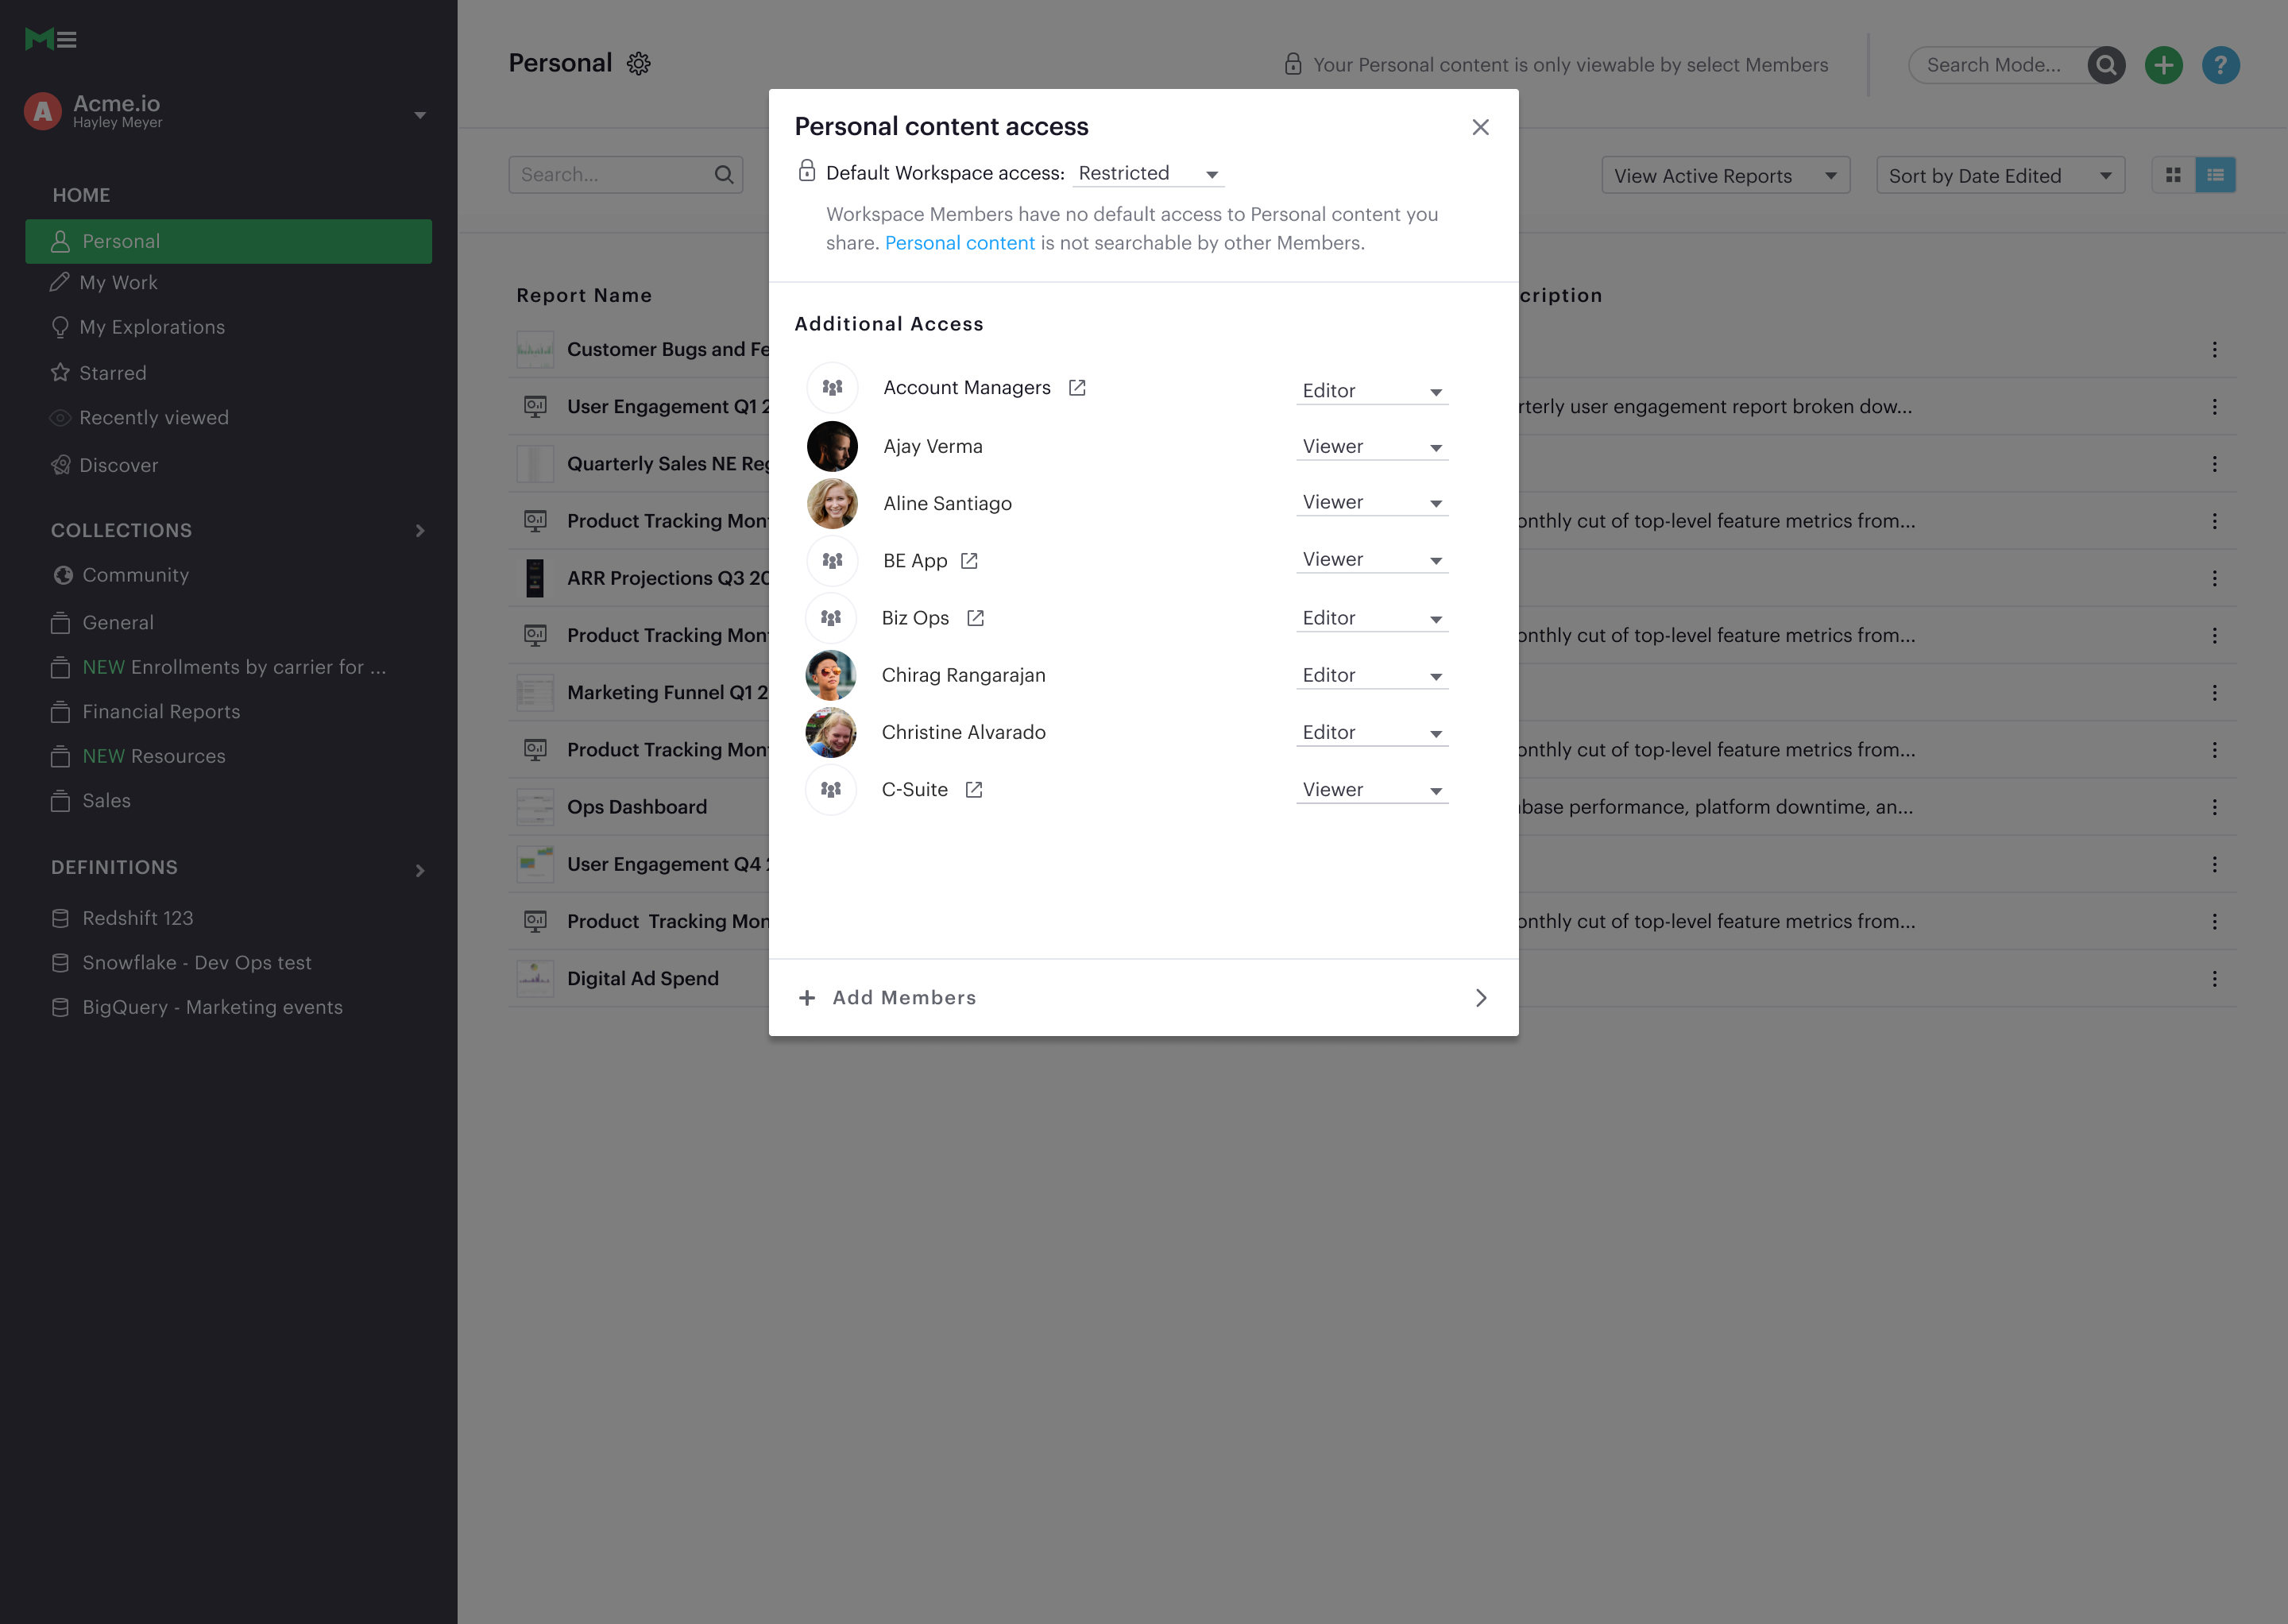 Acme.io
Hayley Meyer
HOME
Personal
My Work
My Explorations
Starred
Recently viewed
Discover
COLLECTIONS
Community
General
NEW Enrollments by carrier for ...
Financial Reports
NEW Resources
Sales
DEFINITIONS
Redshift 123
Snowflake - Dev Ops test
BigQuery - Marketing events
Personal
Your Personal content is only viewable by select Members
Search Mode...
?
Search...
View Active Reports
Sort by Date Edited
Report Name
cription
Customer Bugs and Fe
User Engagement Q1 2
rterly user engagement report broken dow...
Quarterly Sales NE Reg
Product Tracking Mon
onthly cut of top-level feature metrics from...
ARR Projections Q3 20
Product Tracking Mon
onthly cut of top-level feature metrics from...
Marketing Funnel Q1 2
Product Tracking Mon
onthly cut of top-level feature metrics from...
Ops Dashboard
base performance, platform downtime, an...
User Engagement Q4
Product Tracking Mon
onthly cut of top-level feature metrics from...
Digital Ad Spend
Personal content access
Default Workspace access: Restricted
Workspace Members have no default access to Personal content you
share. Personal content is not searchable by other Members.
Additional Access
Account Managers Editor
Ajay Verma Viewer
Aline Santiago Viewer
BE App Viewer
Biz Ops Editor
Chirag Rangarajan Editor
Christine Alvarado Editor
C-Suite Viewer
+ Add Members